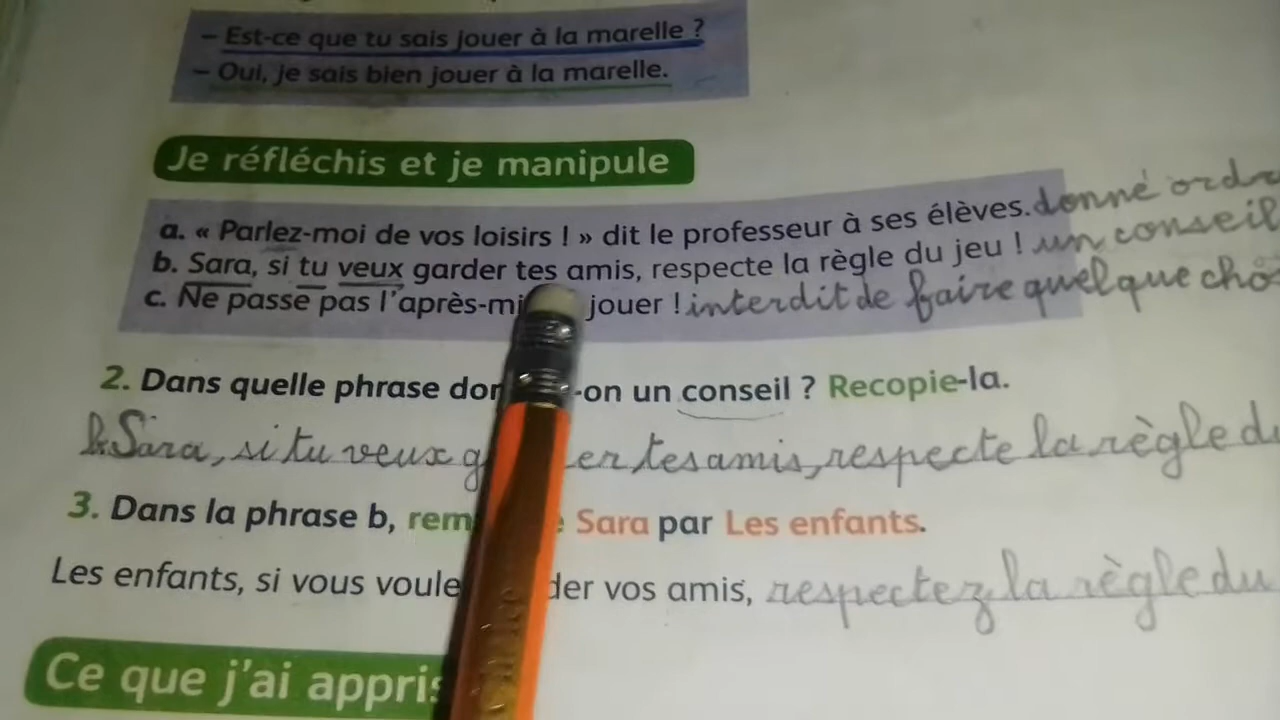 – Est-ce que tu sais jouer à la marelle ?
– Oui, je sais bien jouer à la marelle.
Je réfléchis et je manipule
a. « Parlez-moi de vos loisirs ! » dit le professeur à ses élèves. donné ordr
b. Sara, si tu veux garder tes amis, respecte la règle du jeu ! un conseil
c. Ne passe pas l'après-mi jouer ! interdit de faire quelque cho
2. Dans quelle phrase don -on un conseil ? Recopie-la.
b. Sara, si tu veux g er tes amis, respecte la règle du
3. Dans la phrase b, rem Sara par Les enfants.
Les enfants, si vous voule der vos amis, respectez la règle du
Ce que j'ai appris